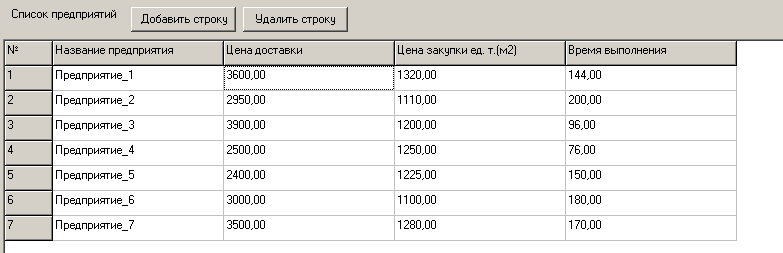 Список предприятий Добавить строку Удалить строку
№ Название предприятия Цена доставки Цена закупки ед. т.(м2) Время выполнения
1 Предприятие_1 3600,00 1320,00 144,00
2 Предприятие_2 2950,00 1110,00 200,00
3 Предприятие_3 3900,00 1200,00 96,00
4 Предприятие_4 2500,00 1250,00 76,00
5 Предприятие_5 2400,00 1225,00 150,00
6 Предприятие_6 3000,00 1100,00 180,00
7 Предприятие_7 3500,00 1280,00 170,00